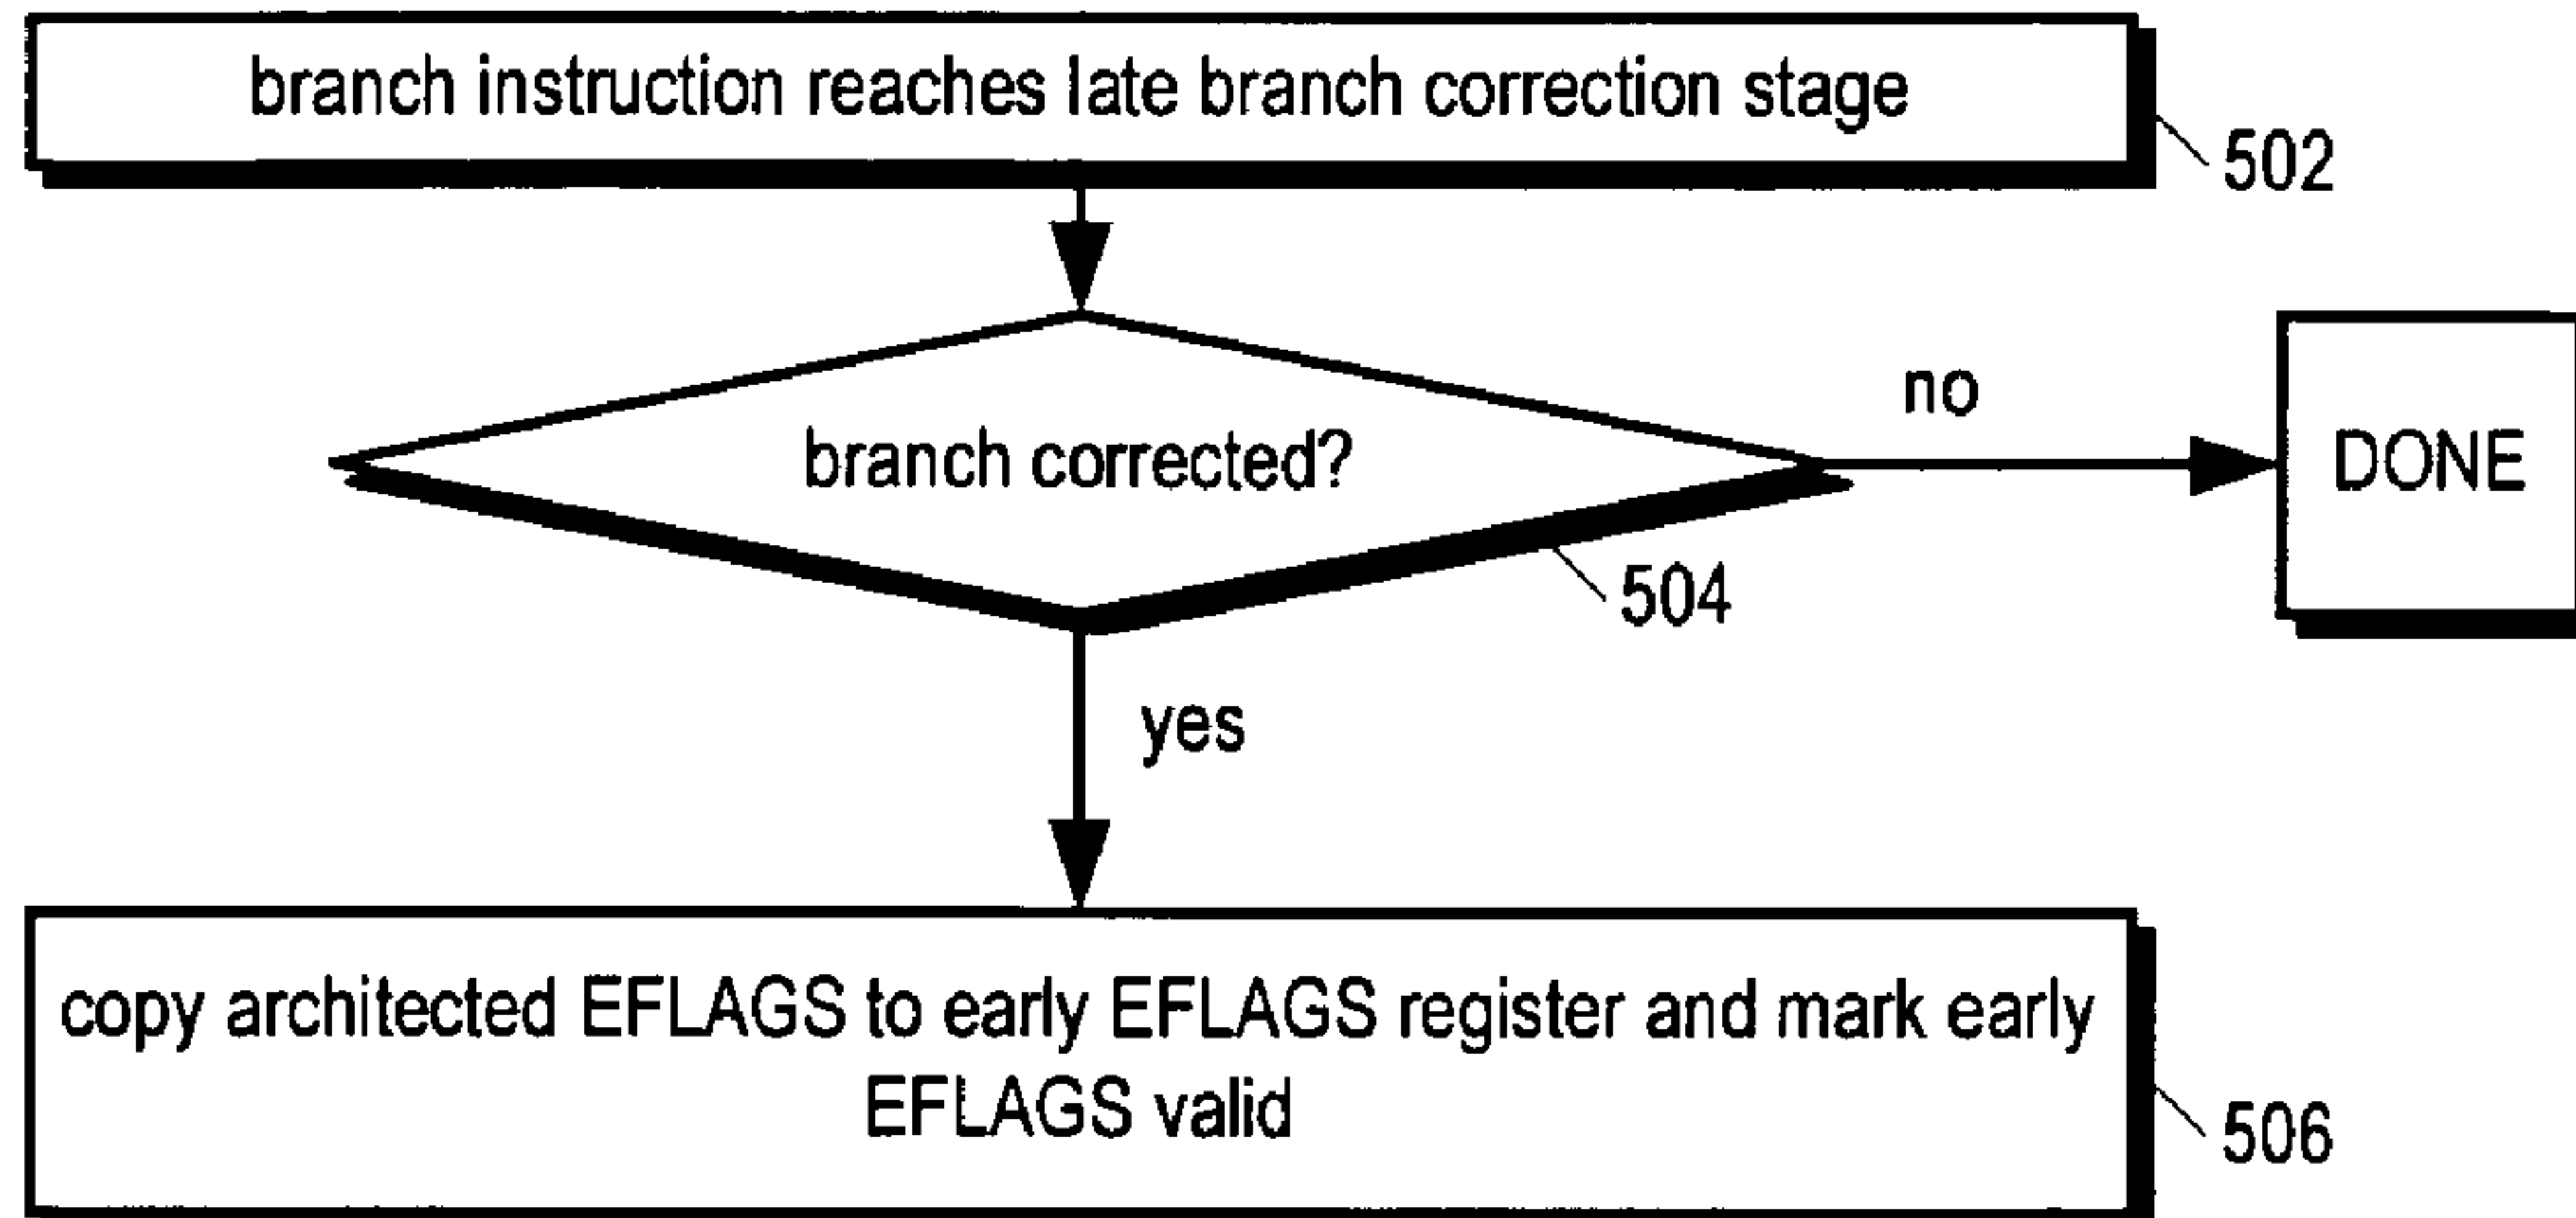 branch instruction reaches late branch correction stage
502
branch corrected?
no
DONE
504
yes
copy architected EFLAGS to early EFLAGS register and mark early
EFLAGS valid
506